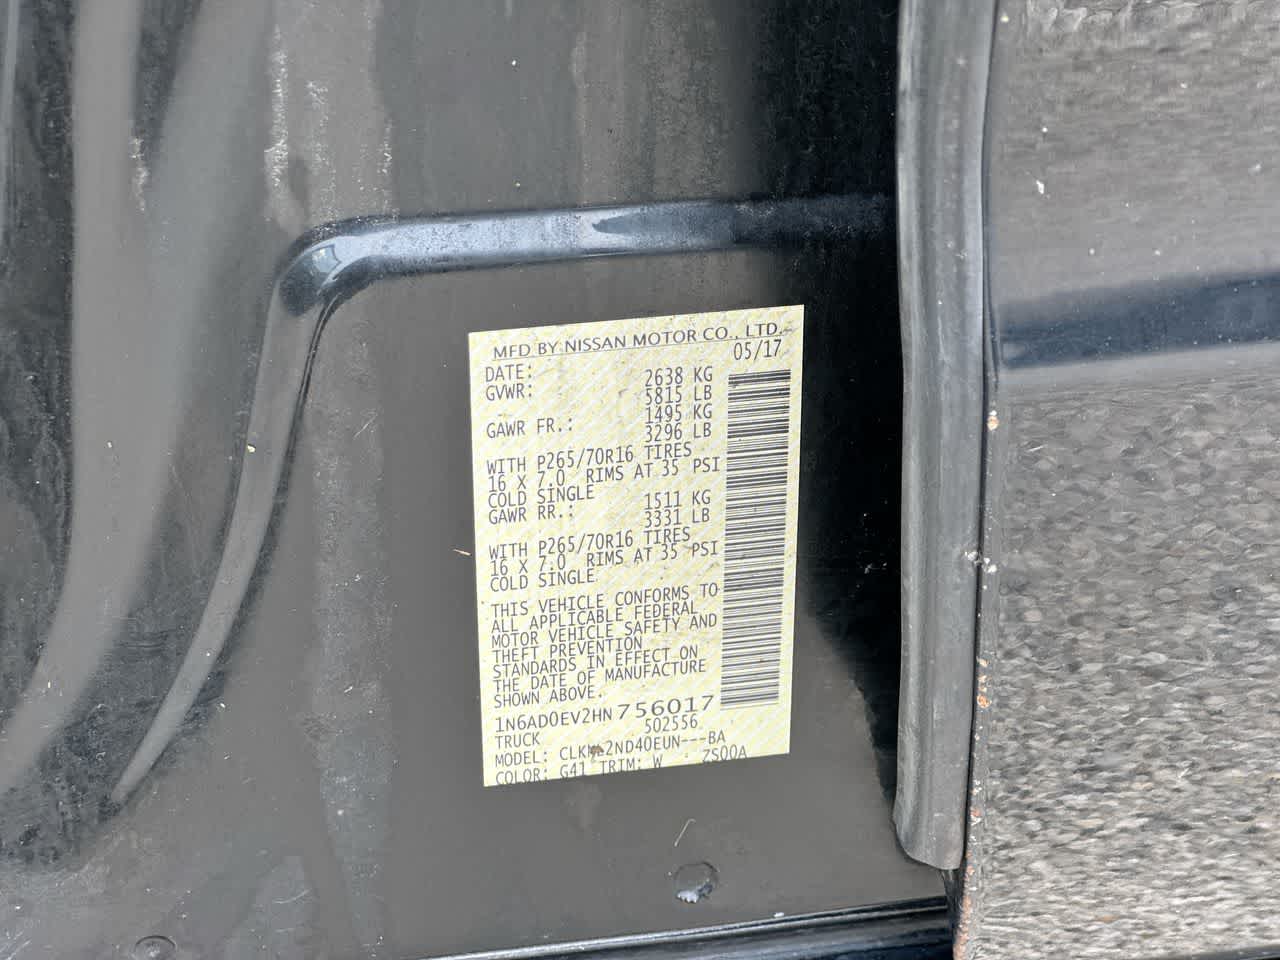 MFD BY NISSAN MOTOR CO., LTD.
DATE: 05/17
GVWR: 2638 KG
5815 LB
GAWR FR.: 1495 KG
3296 LB
WITH P265/70R16 TIRES
16 X 7.0 RIMS AT 35 PSI
COLD SINGLE
GAWR RR.: 1511 KG
3331 LB
WITH P265/70R16 TIRES
16 X 7.0 RIMS AT 35 PSI
COLD SINGLE
THIS VEHICLE CONFORMS TO
ALL APPLICABLE FEDERAL
MOTOR VEHICLE SAFETY AND
THEFT PREVENTION
STANDARDS IN EFFECT ON
THE DATE OF MANUFACTURE
SHOWN ABOVE.
1N6AD0EV2HN756017
TRUCK 502556
MODEL: 2ND40EUN---BA
COLOR: G41 TRIM: W ZS00A